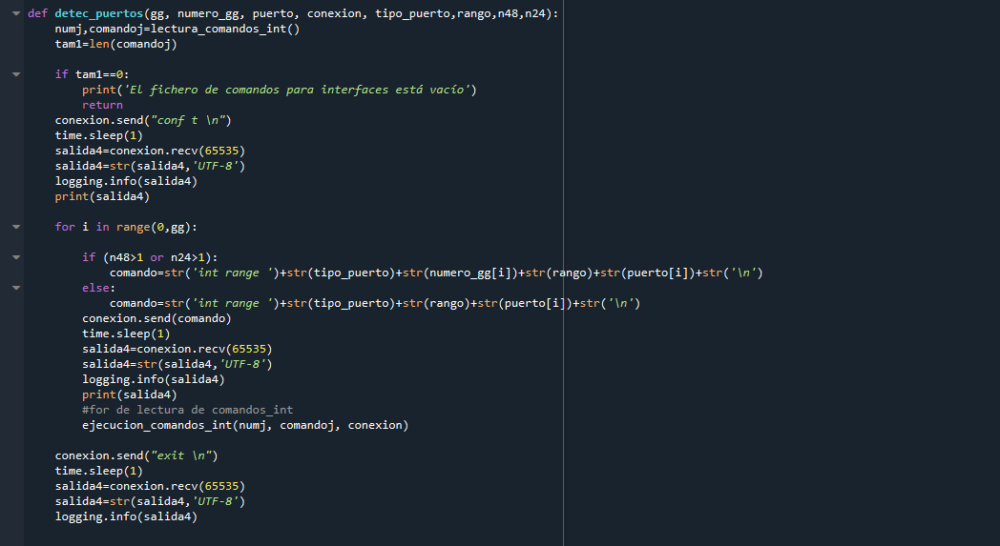 def detec_puertos(gg, numero_gg, puerto, conexion, tipo_puerto,rango,n48,n24):
    numj,comandoj=lectura_comandos_int()
    tam1=len(comandoj)

    if tam1==0:
        print('El fichero de comandos para interfaces está vacío')
        return
    conexion.send("conf t \n")
    time.sleep(1)
    salida4=conexion.recv(65535)
    salida4=str(salida4,'UTF-8')
    logging.info(salida4)
    print(salida4)

    for i in range(0,gg):

        if (n48>1 or n24>1):
            comando=str('int range ')+str(tipo_puerto)+str(numero_gg[i])+str(rango)+str(puerto[i])+str('\n')
        else:
            comando=str('int range ')+str(tipo_puerto)+str(rango)+str(puerto[i])+str('\n')
        conexion.send(comando)
        time.sleep(1)
        salida4=conexion.recv(65535)
        salida4=str(salida4,'UTF-8')
        logging.info(salida4)
        print(salida4)
        #for de lectura de comandos_int
        ejecucion_comandos_int(numj, comandoj, conexion)

    conexion.send("exit \n")
    time.sleep(1)
    salida4=conexion.recv(65535)
    salida4=str(salida4,'UTF-8')
    logging.info(salida4)